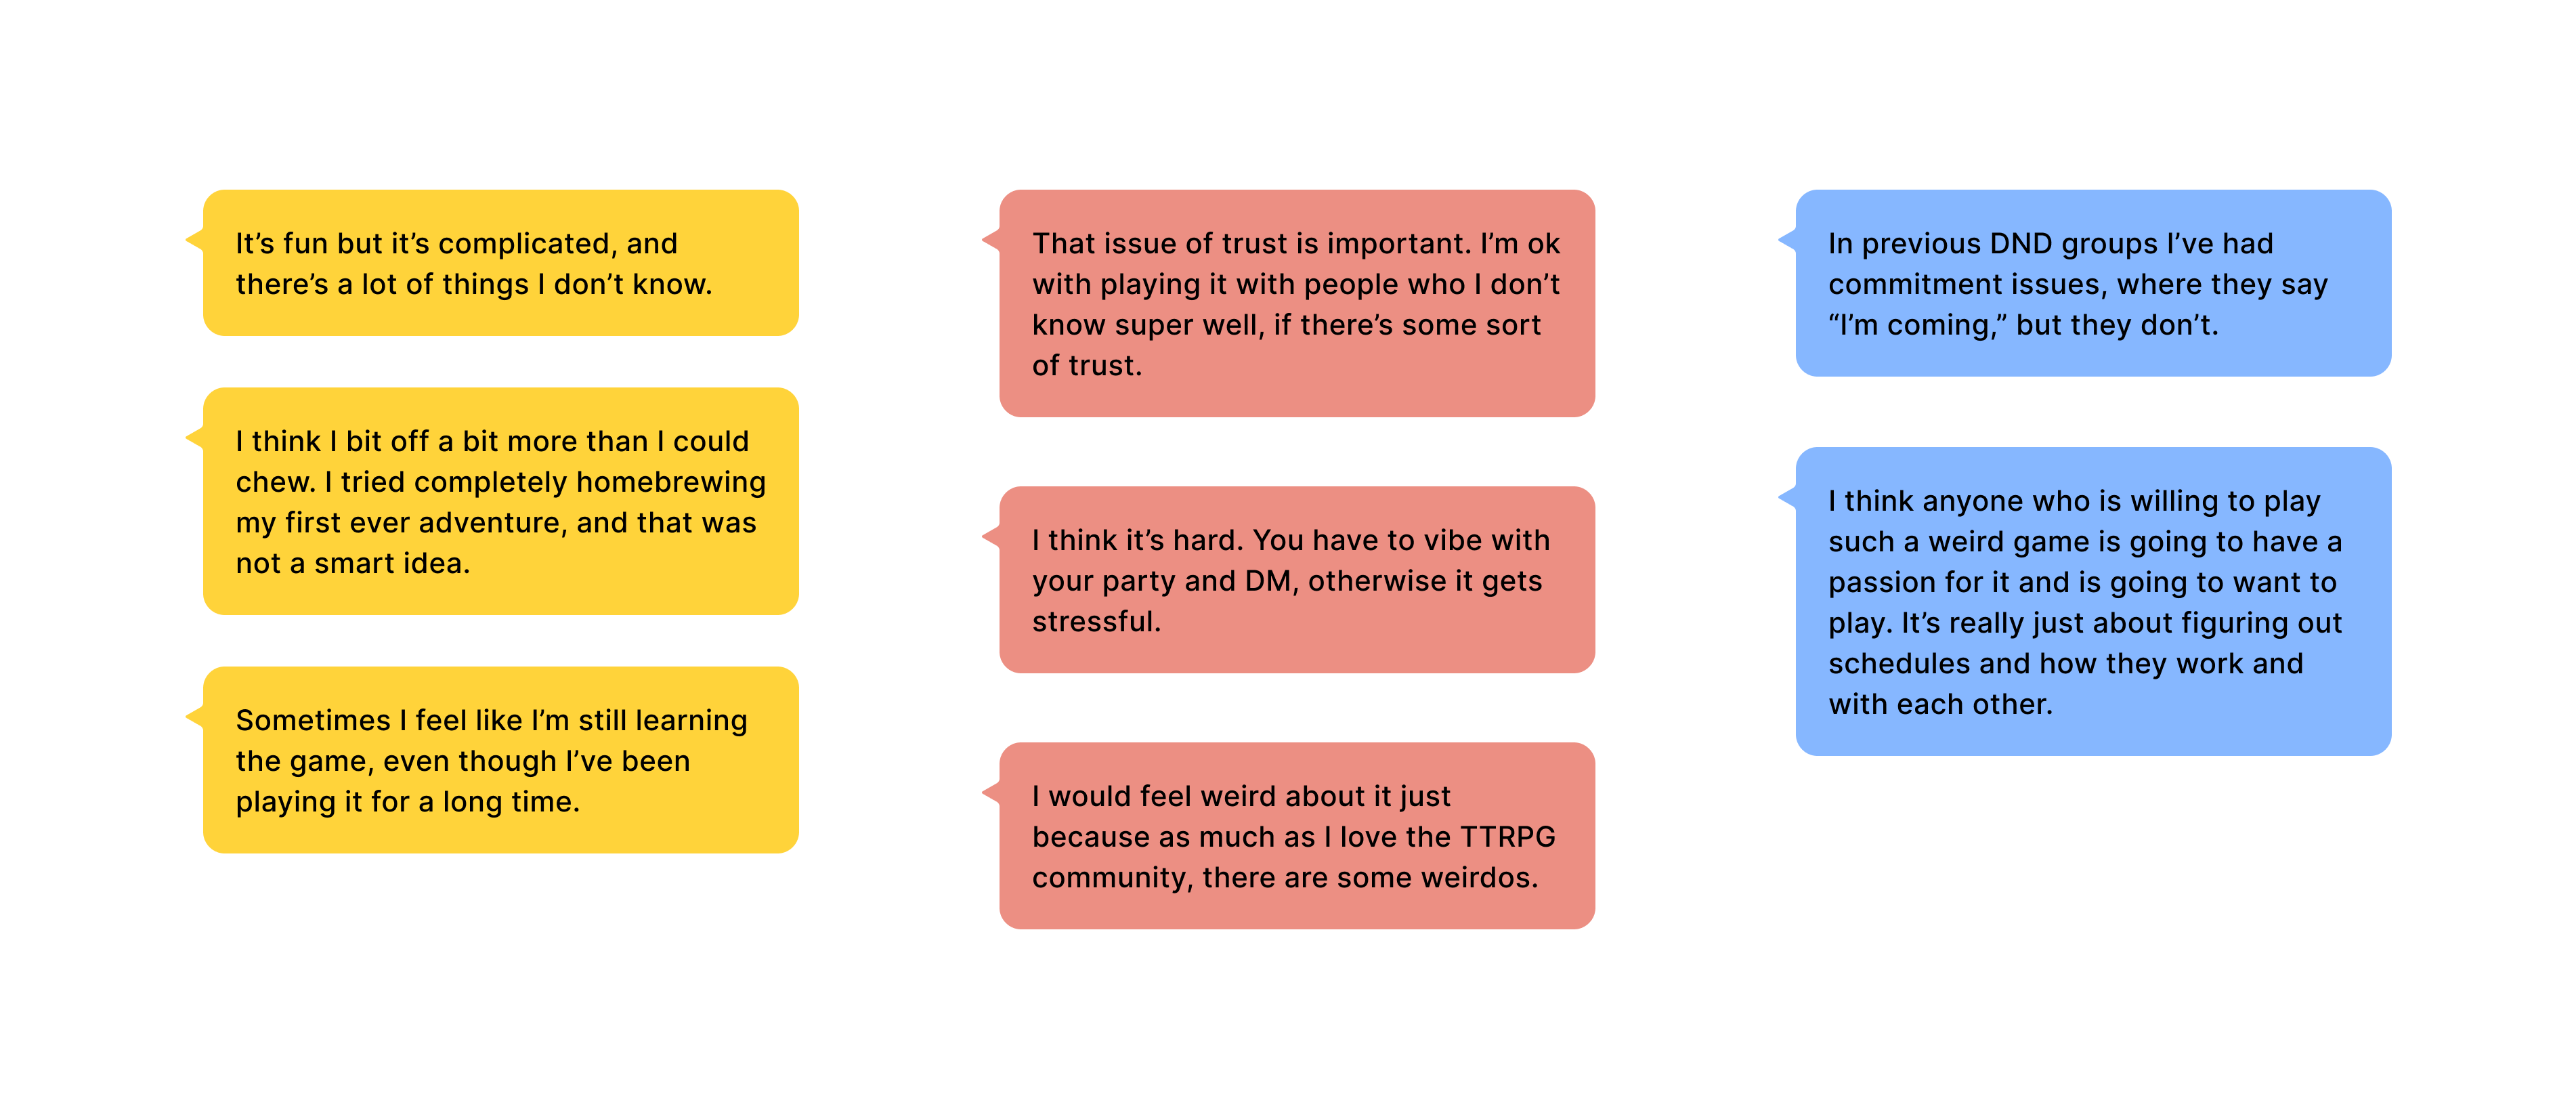 It’s fun but it’s complicated, and
there’s a lot of things I don’t know.
I think I bit off a bit more than I could
chew. I tried completely homebrewing
my first ever adventure, and that was
not a smart idea.
Sometimes I feel like I’m still learning
the game, even though I’ve been
playing it for a long time.
That issue of trust is important. I’m ok
with playing it with people who I don’t
know super well, if there’s some sort
of trust.
I think it’s hard. You have to vibe with
your party and DM, otherwise it gets
stressful.
I would feel weird about it just
because as much as I love the TTRPG
community, there are some weirdos.
In previous DND groups I’ve had
commitment issues, where they say
“I’m coming,” but they don’t.
I think anyone who is willing to play
such a weird game is going to have a
passion for it and is going to want to
play. It’s really just about figuring out
schedules and how they work and
with each other.